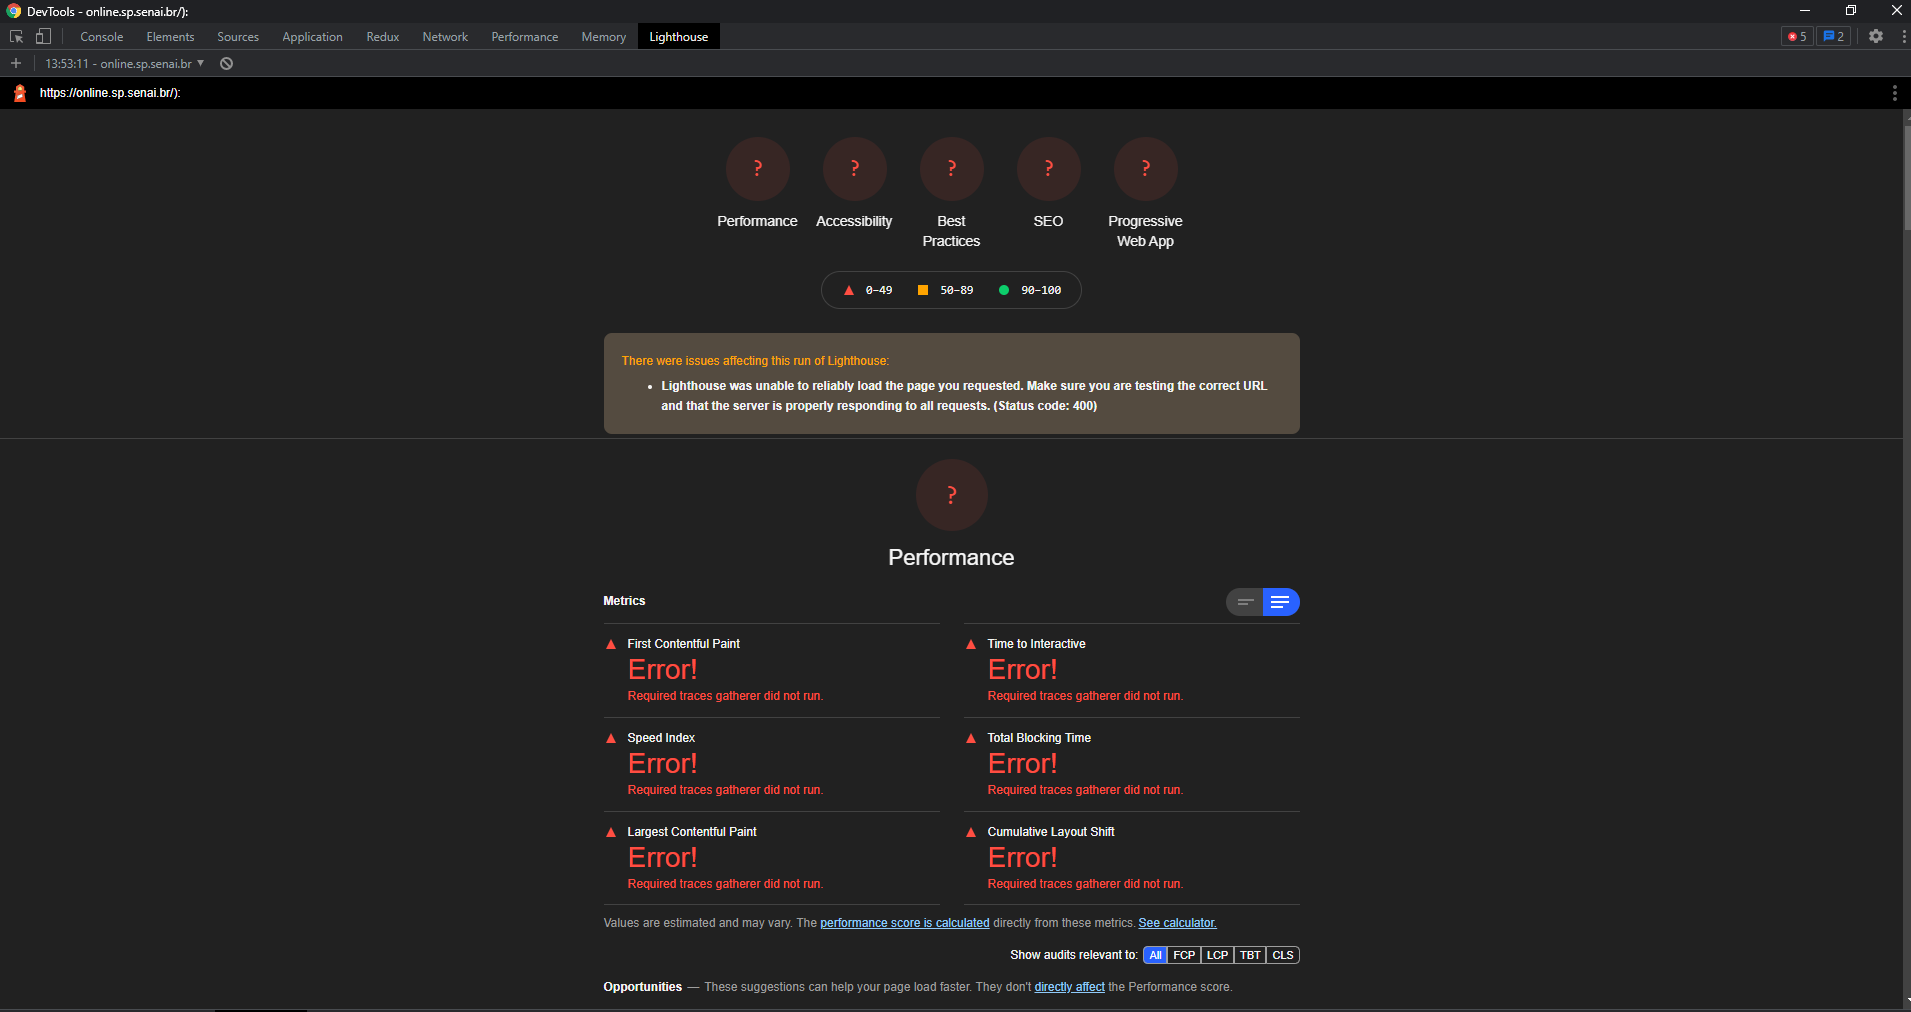 DevTools - online.sp.senai.br/):
Console Elements Sources Application Redux Network Performance Memory Lighthouse 5 2
13:53:11 - online.sp.senai.br
https://online.sp.senai.br/):
? ? ? ? ?
Performance Accessibility Best Practices SEO Progressive Web App
0–49 50–89 90–100
There were issues affecting this run of Lighthouse:
• Lighthouse was unable to reliably load the page you requested. Make sure you are testing the correct URL
and that the server is properly responding to all requests. (Status code: 400)
?
Performance
Metrics
First Contentful Paint
Error!
Required traces gatherer did not run.
Time to Interactive
Error!
Required traces gatherer did not run.
Speed Index
Error!
Required traces gatherer did not run.
Total Blocking Time
Error!
Required traces gatherer did not run.
Largest Contentful Paint
Error!
Required traces gatherer did not run.
Cumulative Layout Shift
Error!
Required traces gatherer did not run.
Values are estimated and may vary. The performance score is calculated directly from these metrics. See calculator.
Show audits relevant to: All FCP LCP TBT CLS
Opportunities — These suggestions can help your page load faster. They don't directly affect the Performance score.